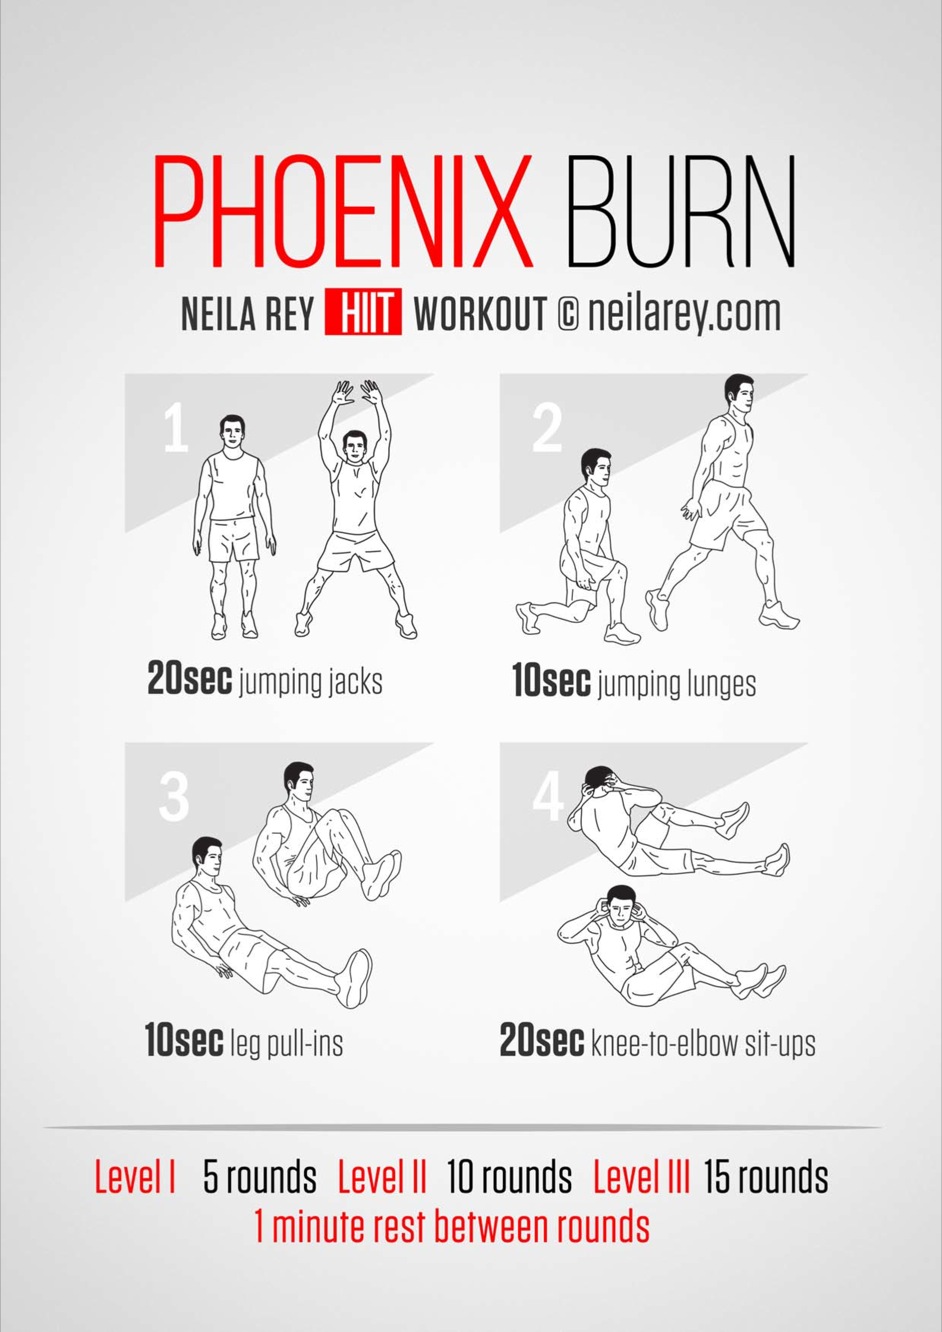 PHOENIX BURN
NEILA REY HIIT WORKOUT © neilarey.com
1
20sec jumping jacks
2
10sec jumping lunges
3
10sec leg pull-ins
4
20sec knee-to-elbow sit-ups
Level I 5 rounds Level II 10 rounds Level III 15 rounds
1 minute rest between rounds